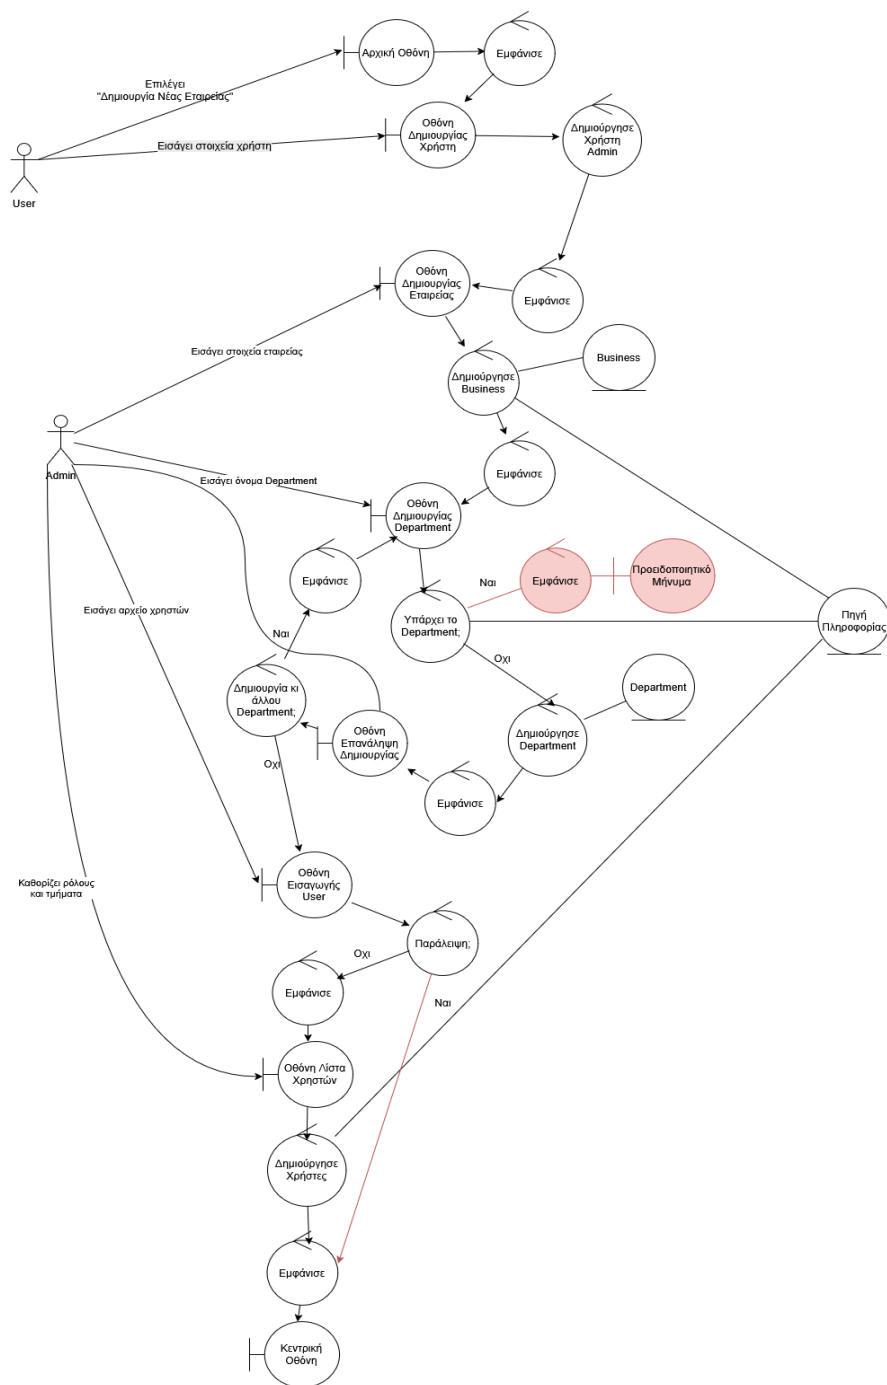 Αρχική Οθόνη
Εμφάνισε
Επιλέγει
"Δημιουργία Νέας Εταιρείας"
Οθόνη
Δημιουργίας
Χρήστη
Δημιούργησε
Χρήστη
Admin
Εισάγει στοιχεία χρήστη
User
Οθόνη
Δημιουργίας
Εταιρείας
Εμφάνισε
Εισάγει στοιχεία εταιρείας
Business
Δημιούργησε
Business
Admin
Εμφάνισε
Εισάγει όνομα Department
Οθόνη
Δημιουργίας
Department
Εμφάνισε
Ναι
Εμφάνισε
Προειδοποιητικό
Μήνυμα
Εισάγει αρχείο χρηστών
Υπάρχει το
Department;
Πηγή
Πληροφορίας
Ναι
Οχι
Δημιουργία κι
άλλου
Department;
Department
Οθόνη
Επανάληψη
Δημιουργίας
Δημιούργησε
Department
Οχι
Εμφάνισε
Καθορίζει ρόλους
και τμήματα
Οθόνη
Εισαγωγής
User
Παράλειψη;
Οχι
Εμφάνισε
Ναι
Οθόνη Λίστα
Χρηστών
Δημιούργησε
Χρήστες
Εμφάνισε
Κεντρική
Οθόνη